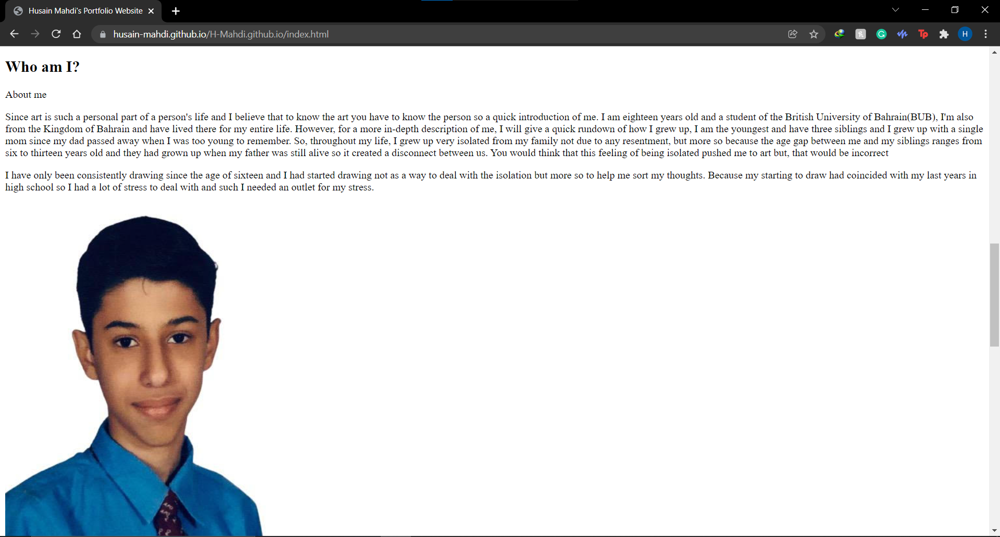 Husain Mahdi's Portfolio Website
husain-mahdi.github.io/H-Mahdi.github.io/index.html
H
Who am I?
About me
Since art is such a personal part of a person's life and I believe that to know the art you have to know the person so a quick introduction of me. I am eighteen years old and a student of the British University of Bahrain(BUB), I'm also
from the Kingdom of Bahrain and have lived there for my entire life. However, for a more in-depth description of me, I will give a quick rundown of how I grew up, I am the youngest and have three siblings and I grew up with a single
mom since my dad passed away when I was too young to remember. So, throughout my life, I grew up very isolated from my family not due to any resentment, but more so because the age gap between me and my siblings ranges from
six to thirteen years old and they had grown up when my father was still alive so it created a disconnect between us. You would think that this feeling of being isolated pushed me to art but, that would be incorrect
I have only been consistently drawing since the age of sixteen and I had started drawing not as a way to deal with the isolation but more so to help me sort my thoughts. Because my starting to draw had coincided with my last years in
high school so I had a lot of stress to deal with and such I needed an outlet for my stress.